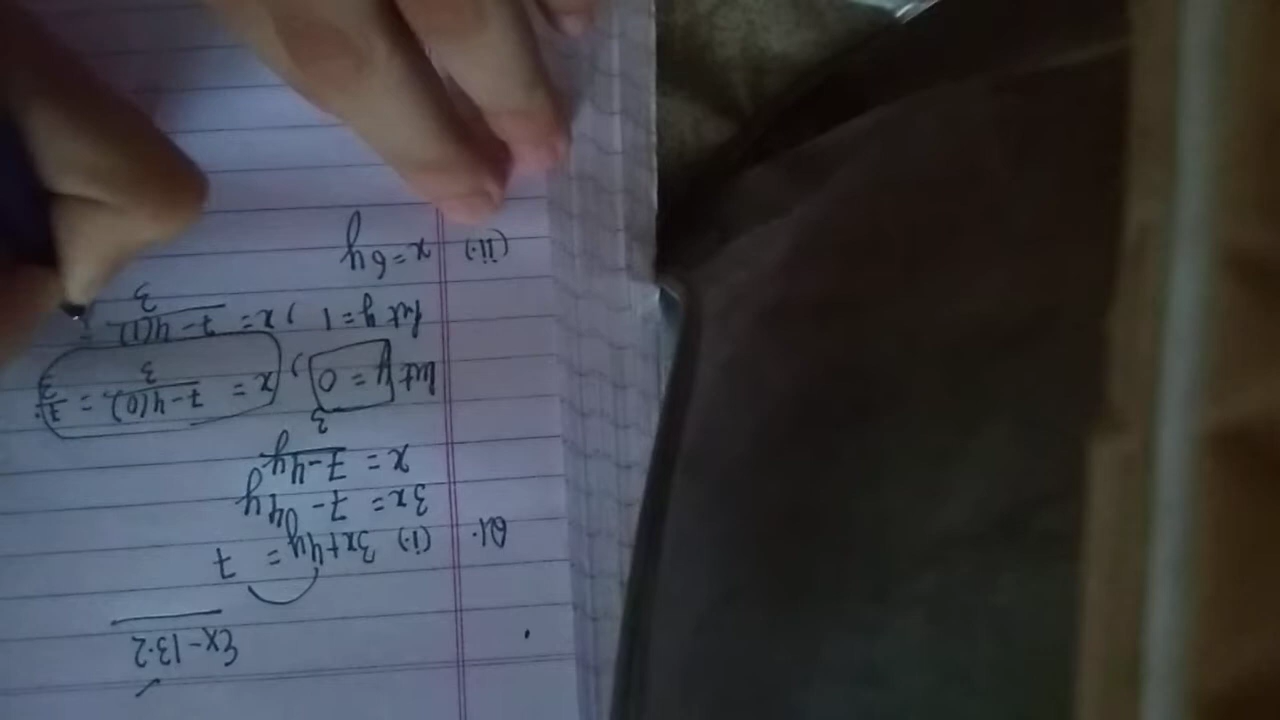 Ex-13.2
Q1. (i.) 3x+4y = 7
3x = 7 - 4y
x = 7-4y/3
let y = 0, x = 7-4(0)/3 = 7/3.
let y = 1, x = 7-4(1)/3 =
(ii.) x = 6y